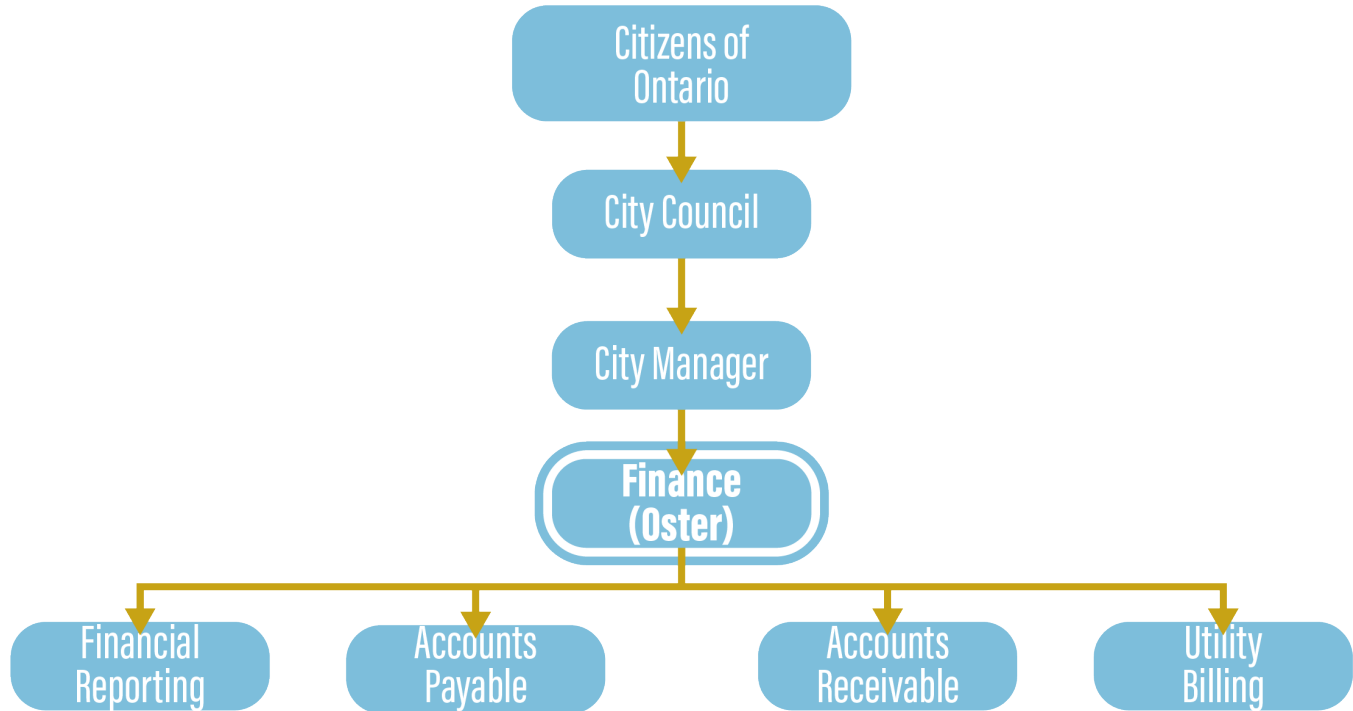 Citizens of
Ontario
City Council
City Manager
Finance
(Oster)
Financial
Reporting
Accounts
Payable
Accounts
Receivable
Utility
Billing